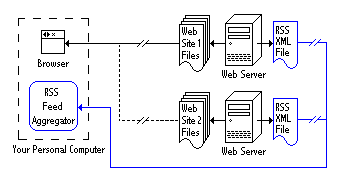 Browser
RSS
Feed
Aggregator
Your Personal Computer
Web
Site 1
Files
Web Server
RSS
XML
File
Web
Site 2
Files
Web Server
RSS
XML
File